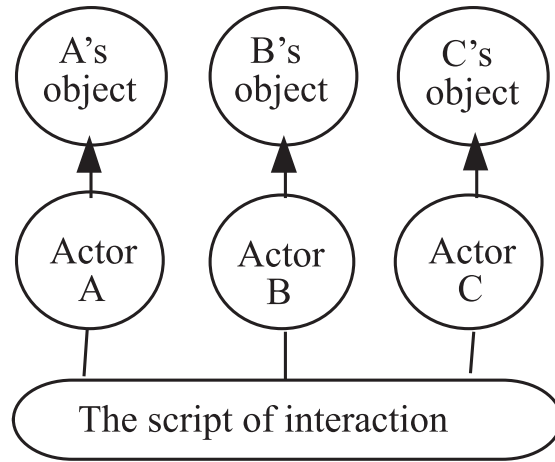 A's
object
B's
object
C's
object
Actor
A
Actor
B
Actor
C
The script of interaction